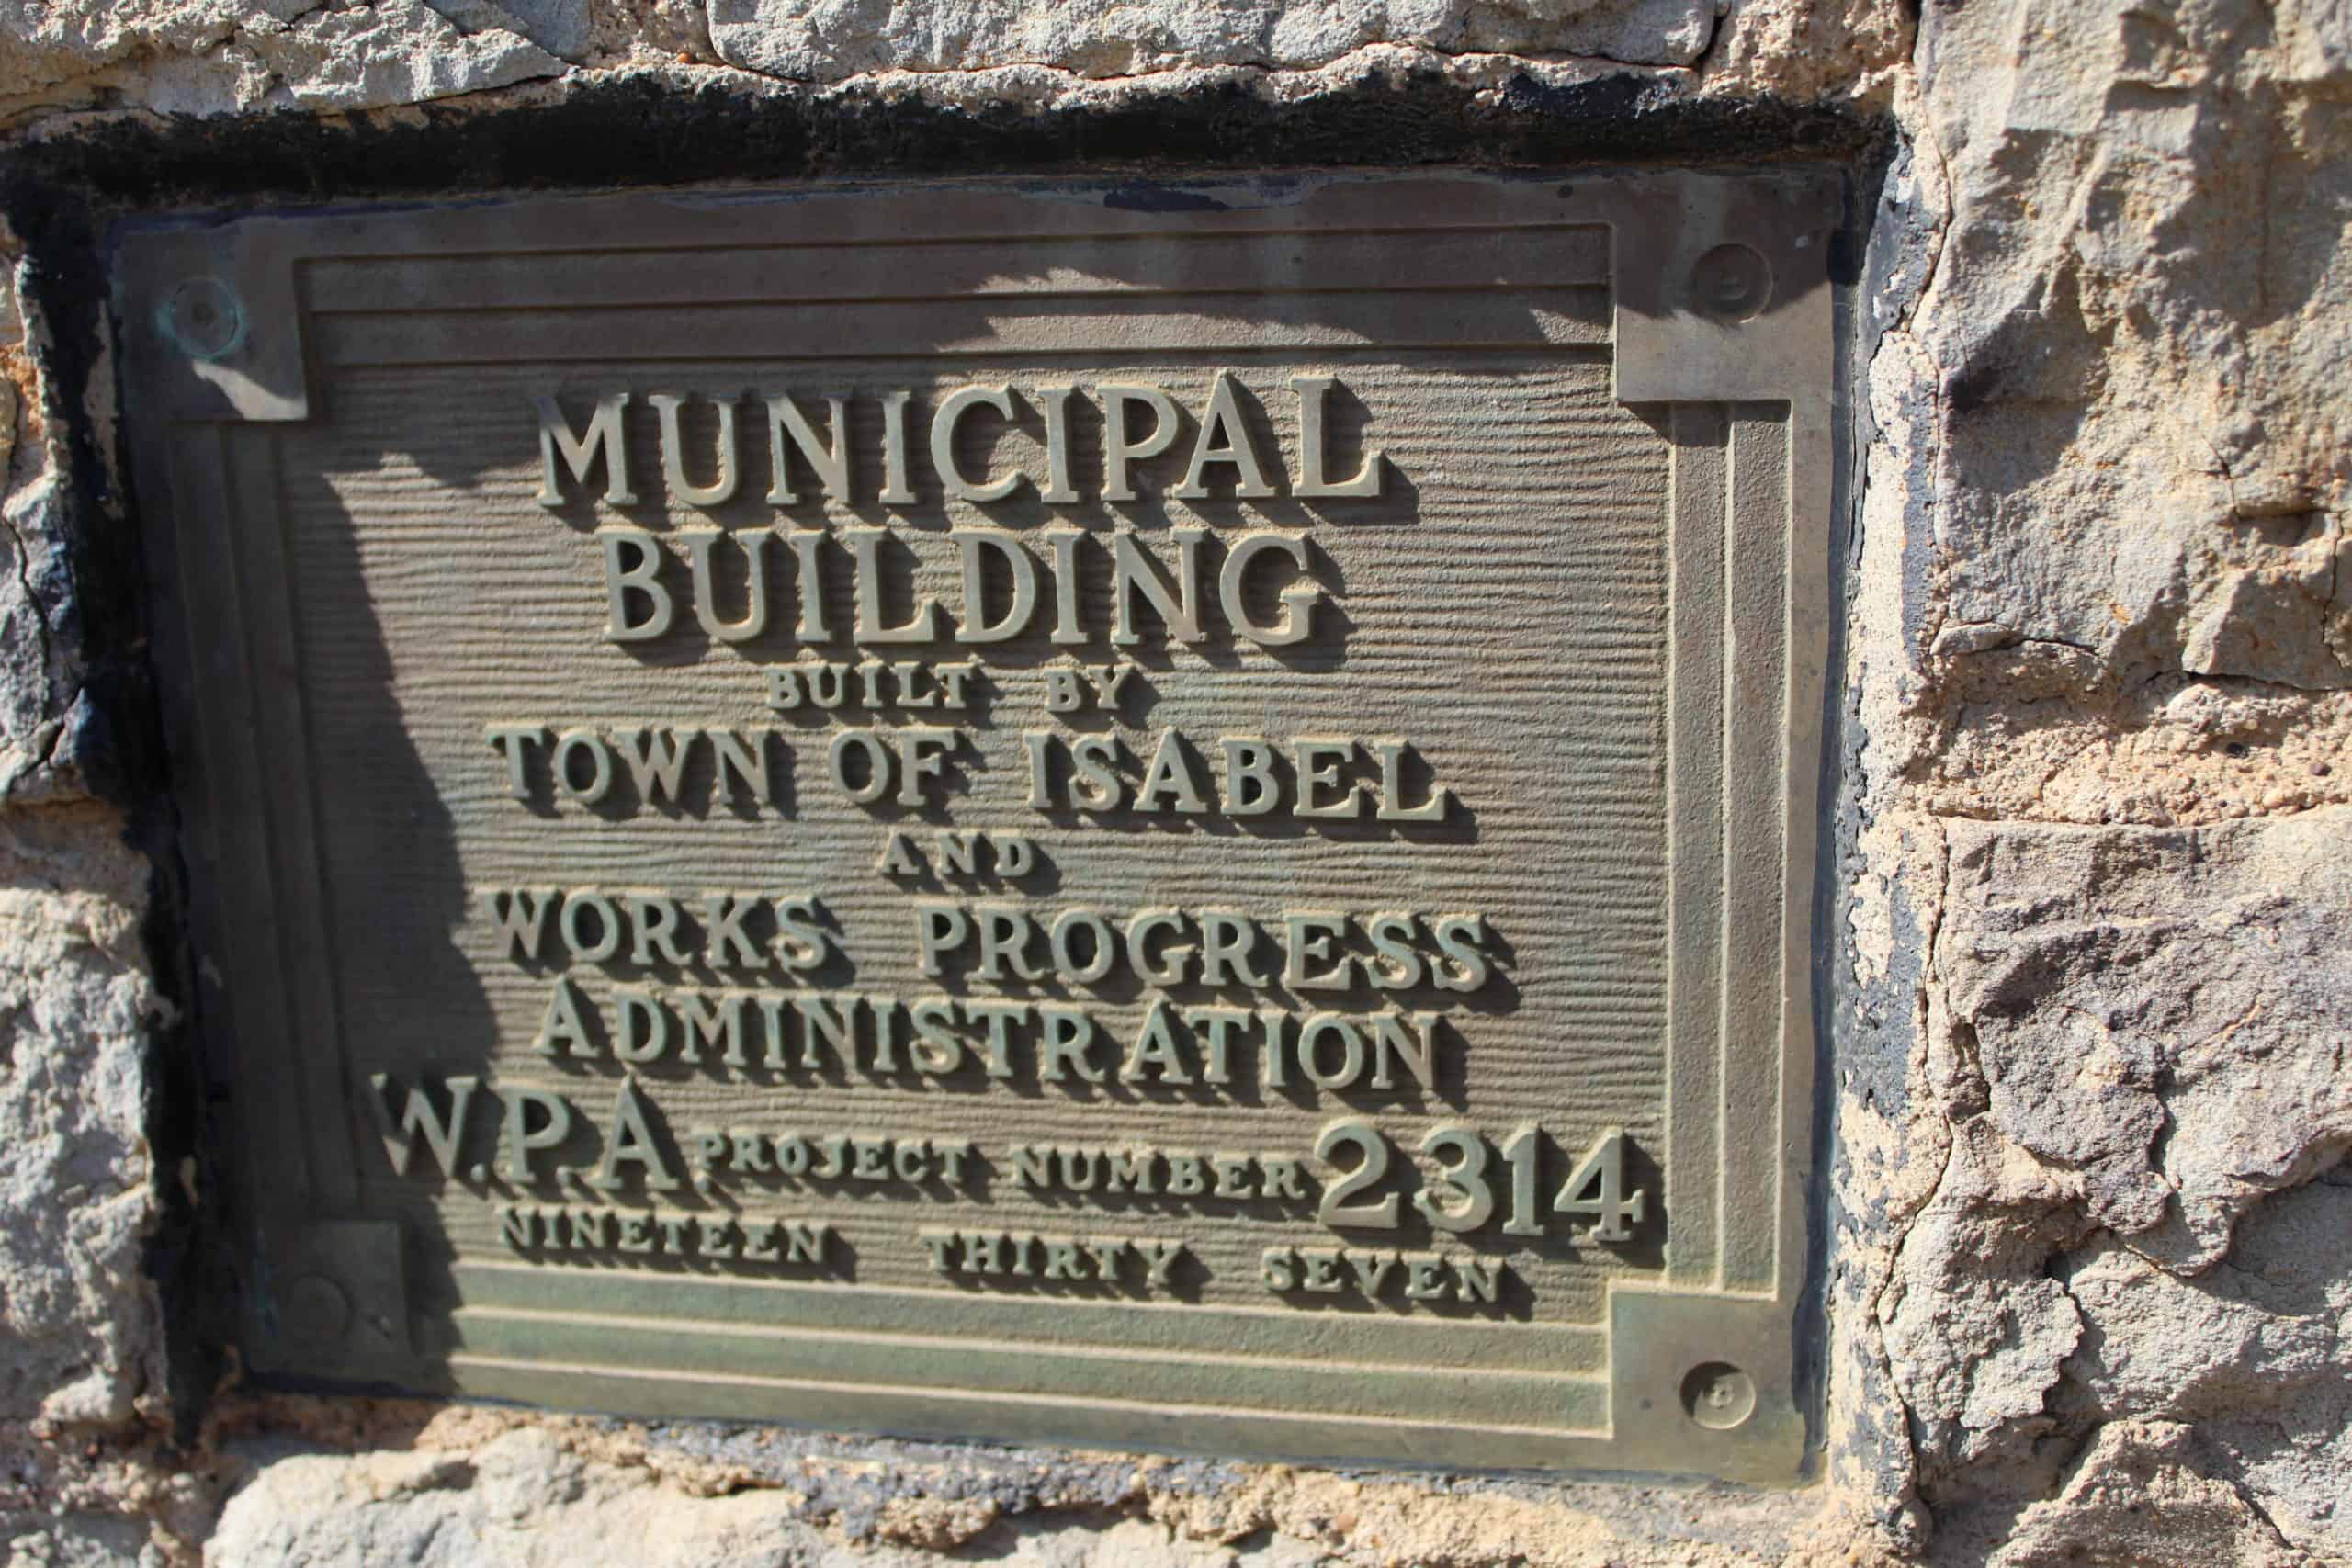 MUNICIPAL
BUILDING
BUILT BY
TOWN OF ISABEL
AND
WORKS PROGRESS
ADMINISTRATION
W.P.A. PROJECT NUMBER 2314
NINETEEN THIRTY SEVEN